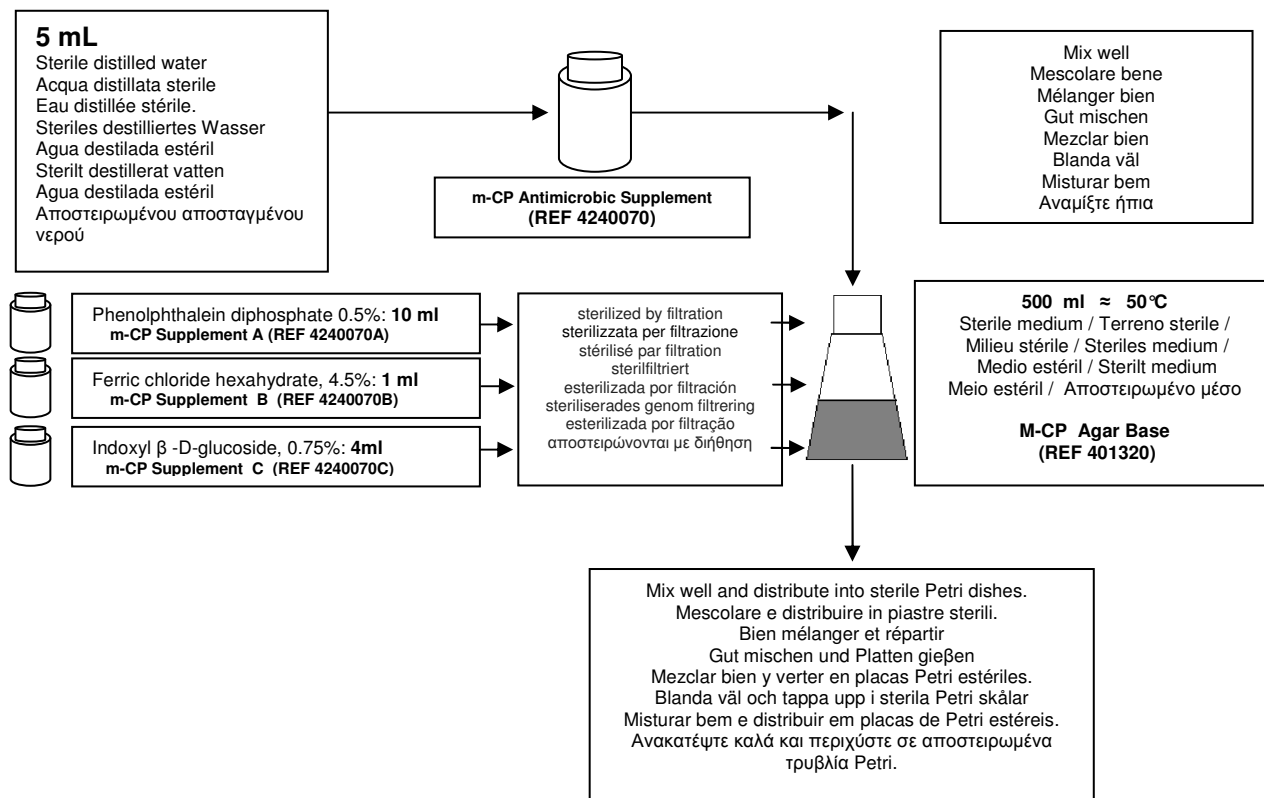 5 mL
Sterile distilled water
Acqua distillata sterile
Eau distillée stérile.
Steriles destilliertes Wasser
Agua destilada estéril
Sterilt destillerat vatten
Agua destilada estéril
Αποστειρωμένου αποσταγμένου
νερού
m-CP Antimicrobic Supplement
(REF 4240070)
Mix well
Mescolare bene
Mélanger bien
Gut mischen
Mezclar bien
Blanda väl
Misturar bem
Αναμίξτε ήπια
Phenolphthalein diphosphate 0.5%: 10 ml
m-CP Supplement A (REF 4240070A)
Ferric chloride hexahydrate, 4.5%: 1 ml
m-CP Supplement B (REF 4240070B)
Indoxyl β -D-glucoside, 0.75%: 4ml
m-CP Supplement C (REF 4240070C)
sterilized by filtration
sterilizzata per filtrazione
stérilisé par filtration
sterilfiltriert
esterilizada por filtración
steriliserades genom filtrering
esterilizada por filtração
αποστειρώνονται με διήθηση
500 ml ≈ 50°C
Sterile medium / Terreno sterile /
Milieu stérile / Steriles medium /
Medio estéril / Sterilt medium
Meio estéril / Αποστειρωμένο μέσο
M-CP Agar Base
(REF 401320)
Mix well and distribute into sterile Petri dishes.
Mescolare e distribuire in piastre sterili.
Bien mélanger et répartir
Gut mischen und Platten gieβen
Mezclar bien y verter en placas Petri estériles.
Blanda väl och tappa upp i sterila Petri skålar
Misturar bem e distribuir em placas de Petri estéreis.
Ανακατέψτε καλά και περιχύστε σε αποστειρωμένα
τρυβλία Petri.